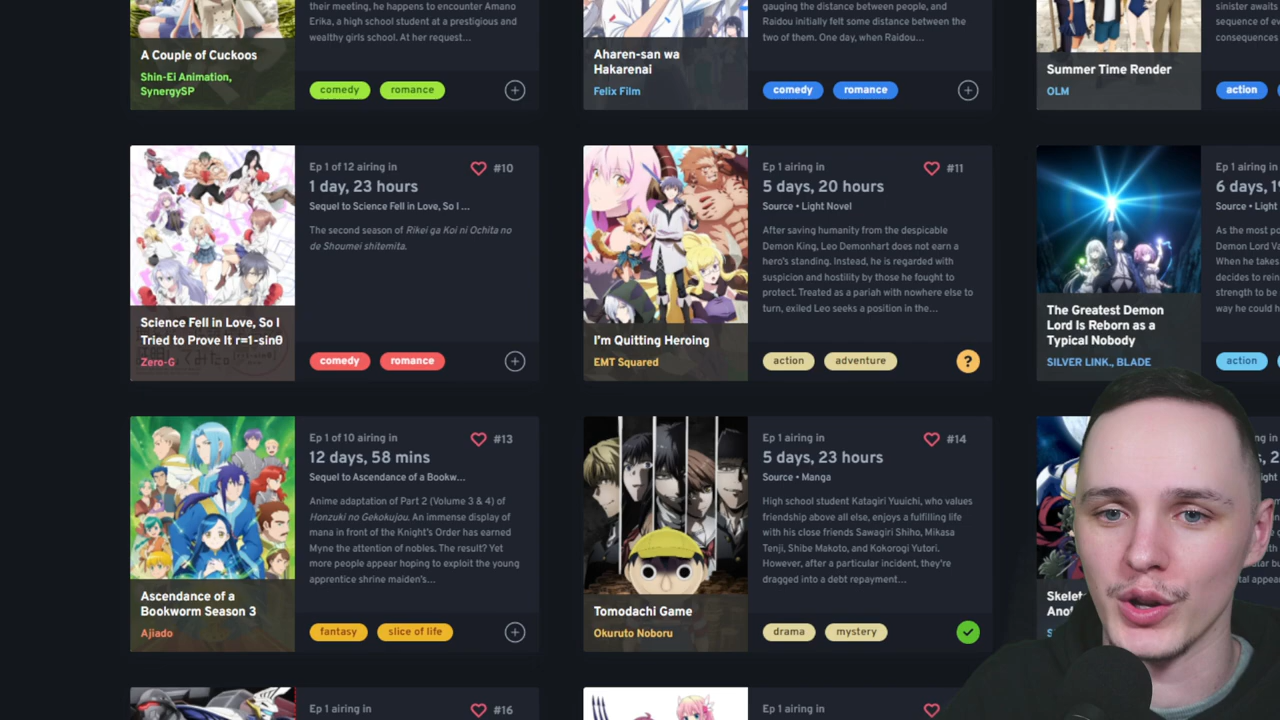 their meeting, he happens to encounter Amano
Erika, a high school student at a prestigious and
wealthy girls school. At her request...
A Couple of Cuckoos
Shin-Ei Animation,
SynergySP
comedy romance
gauging the distance between people, and
Raidou initially felt some distance between the
two of them. One day, when Raidou...
Aharen-san wa
Hakarenai
Felix Film
comedy romance
sinister awaits
sequence of e
consequences
Summer Time Render
OLM
action
Ep 1 of 12 airing in
#10
1 day, 23 hours
Sequel to Science Fell in Love, So I ...
The second season of Rikei ga Koi ni Ochita no
de Shoumei shitemita.
Science Fell in Love, So I
Tried to Prove It r=1-sinθ
Zero-G
comedy romance
Ep 1 airing in
#11
5 days, 20 hours
Source • Light Novel
After saving humanity from the despicable
Demon King, Leo Demonhart does not earn a
hero's standing. Instead, he is regarded with
suspicion and hostility by those he fought to
protect. Treated as a pariah with nowhere else to
turn, exiled Leo seeks a position in the...
I'm Quitting Heroing
EMT Squared
action adventure
?
Ep 1 airing in
6 days, 1
Source • Light
As the most po
Demon Lord Va
When he takes
decides to rein
strength to be
way he could h
The Greatest Demon
Lord Is Reborn as a
Typical Nobody
SILVER LINK., BLADE
action
Ep 1 of 10 airing in
#13
12 days, 58 mins
Sequel to Ascendance of a Bookw...
Anime adaptation of Part 2 (Volume 3 & 4) of
Honzuki no Gekokujou. An immense display of
mana in front of the Knight's Order has earned
Myne the attention of nobles. The result? Yet
more people appear hoping to exploit the young
apprentice shrine maiden's...
Ascendance of a
Bookworm Season 3
Ajiado
fantasy slice of life
Ep 1 airing in
#14
5 days, 23 hours
Source • Manga
High school student Katagiri Yuuichi, who values
friendship above all else, enjoys a fulfilling life
with his close friends Sawagiri Shiho, Mikasa
Tenji, Shibe Makoto, and Kokorogi Yutori.
However, after a particular incident, they're
dragged into a debt repayment...
Tomodachi Game
Okuruto Noboru
drama mystery
Skelet
Ano
Ep 1 airing in
#16
Ep 1 airing in